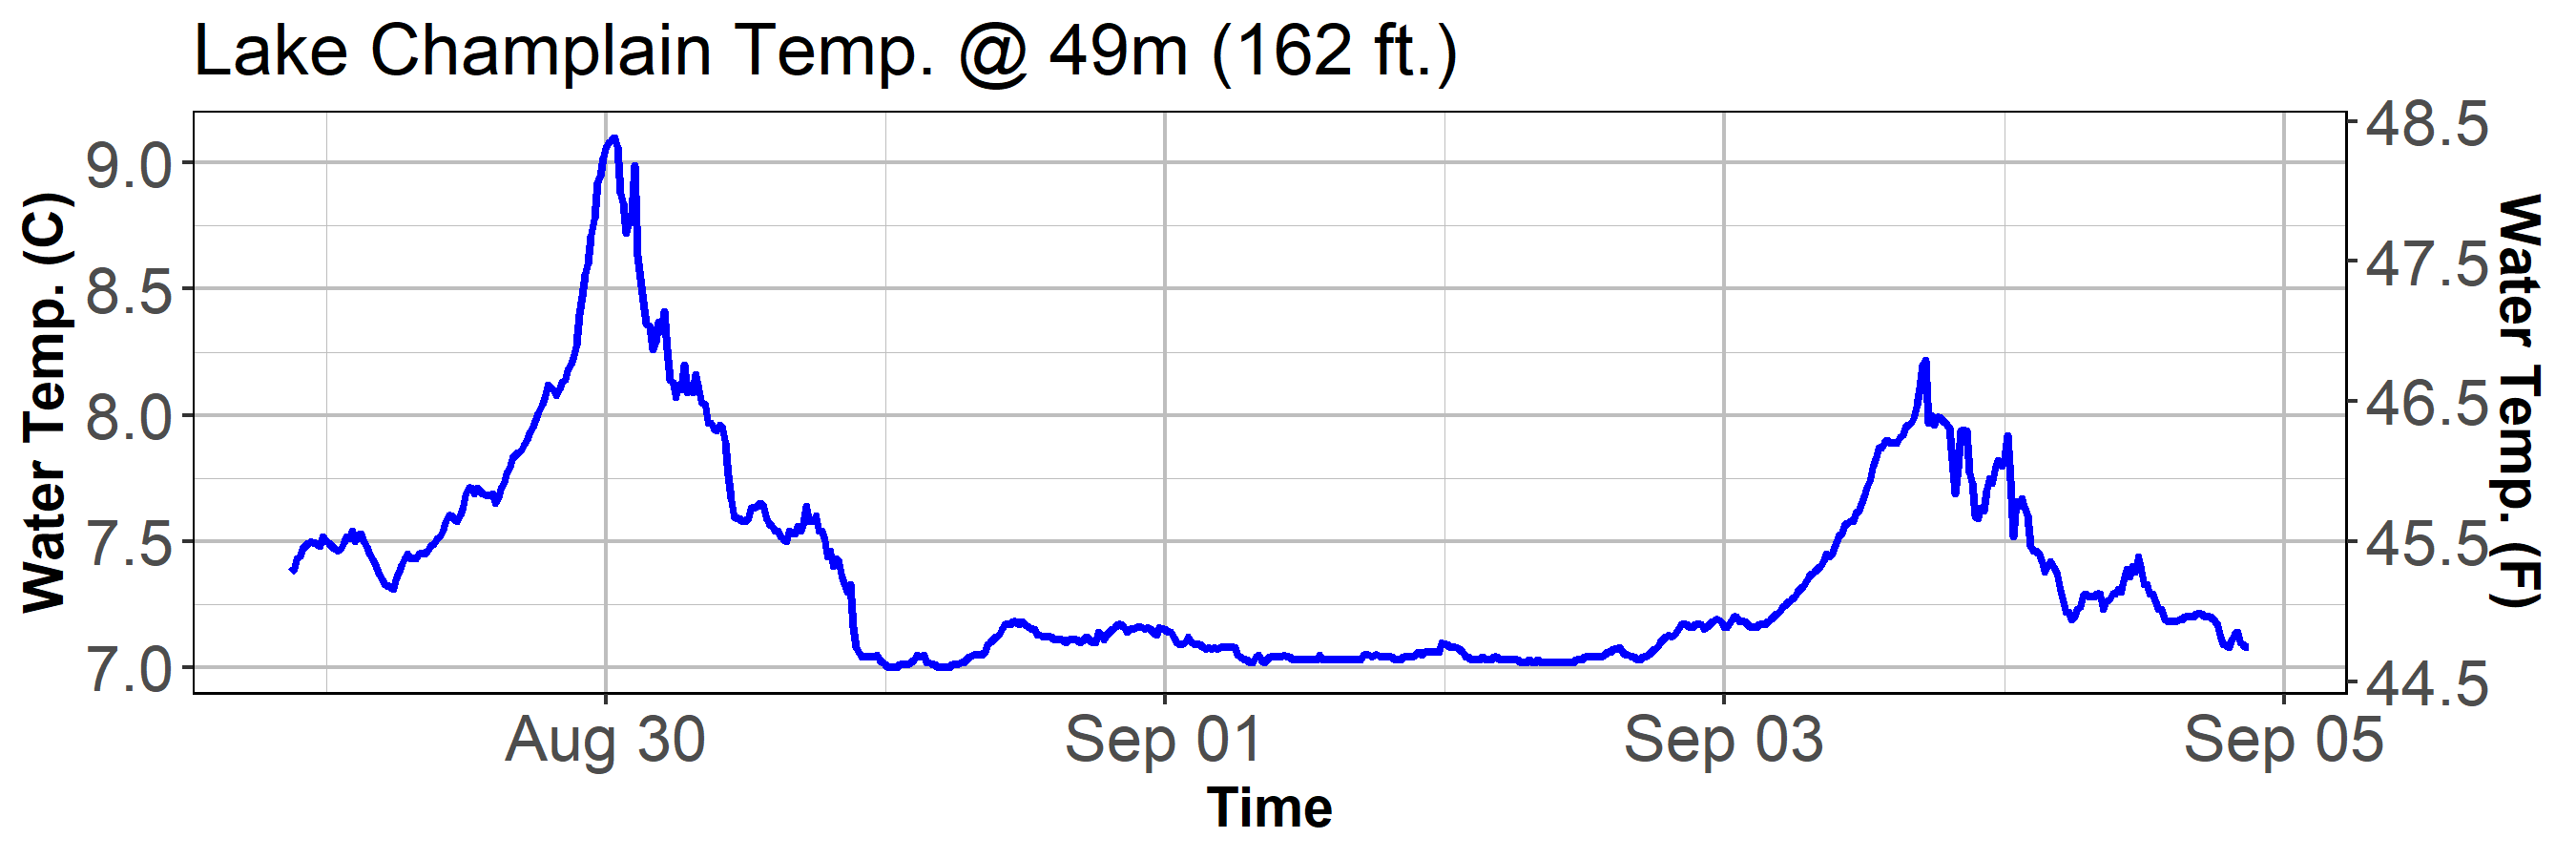 Lake Champlain Temp. @ 49m (162 ft.)
Water Temp. (C)
9.0
8.5
8.0
7.5
7.0
48.5
47.5
46.5
45.5
44.5
Water Temp. (F)
Aug 30
Sep 01
Sep 03
Sep 05
Time